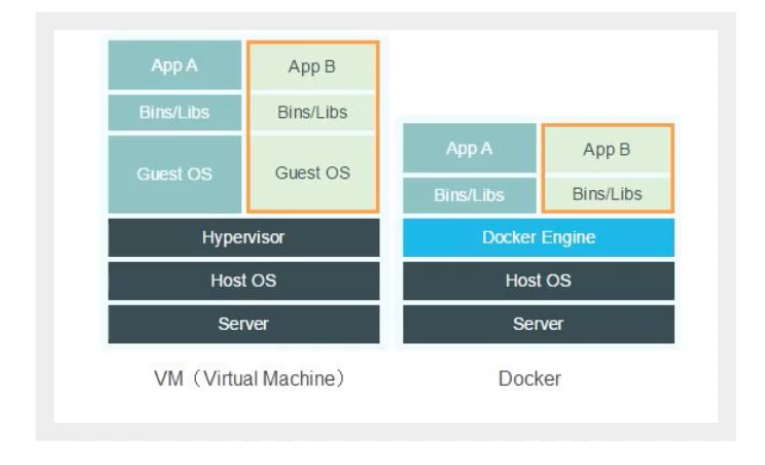 App A
App B
Bins/Libs
Bins/Libs
Guest OS
Guest OS
Hypervisor
Host OS
Server
VM（Virtual Machine）
App A
App B
Bins/Libs
Bins/Libs
Docker Engine
Host OS
Server
Docker